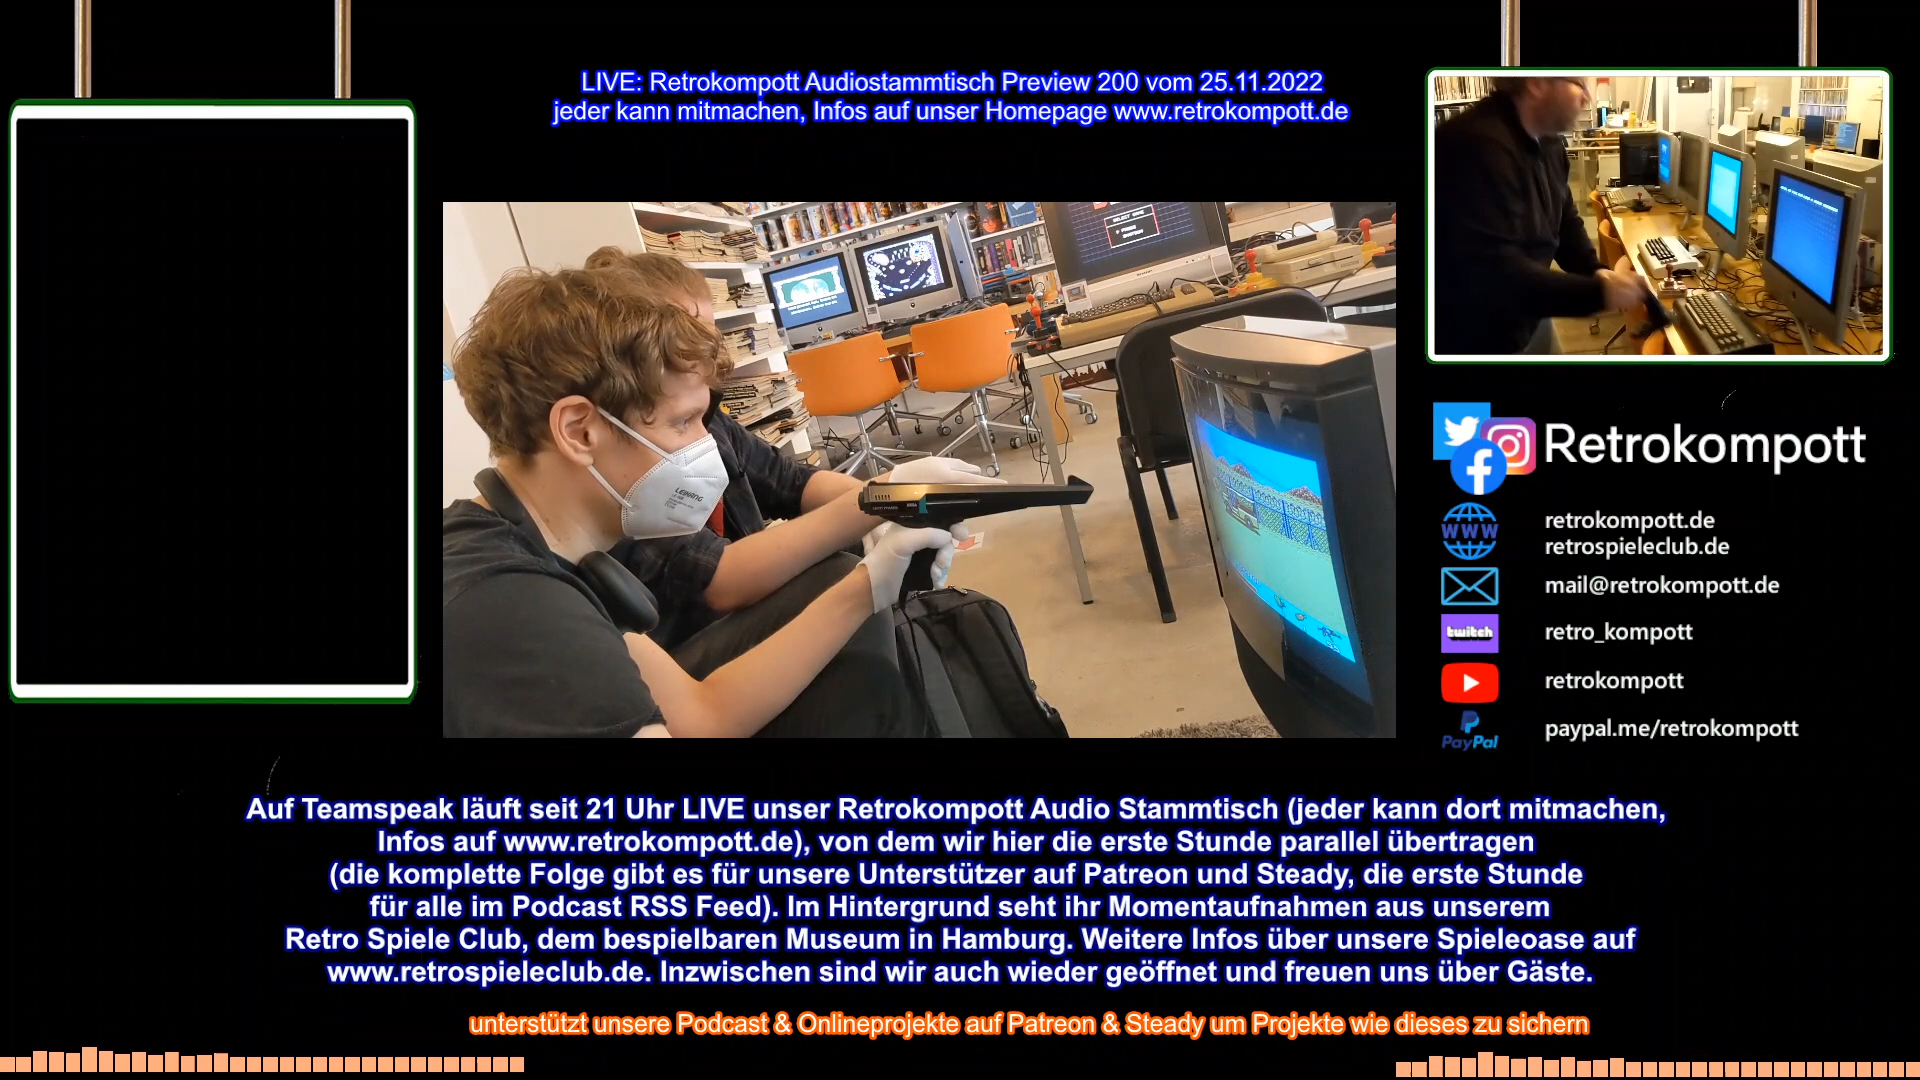 LIVE: Retrokompott Audiostammtisch Preview 200 vom 25.11.2022
jeder kann mitmachen, Infos auf unser Homepage www.retrokompott.de
SELECT GAME
LEIKANG
Retrokompott
WWW
retrokompott.de
retrospieleclub.de
mail@retrokompott.de
twitch
retro_kompott
retrokompott
PayPal
paypal.me/retrokompott
Auf Teamspeak läuft seit 21 Uhr LIVE unser Retrokompott Audio Stammtisch (jeder kann dort mitmachen,
Infos auf www.retrokompott.de), von dem wir hier die erste Stunde parallel übertragen
(die komplette Folge gibt es für unsere Unterstützer auf Patreon und Steady, die erste Stunde
für alle im Podcast RSS Feed). Im Hintergrund seht ihr Momentaufnahmen aus unserem
Retro Spiele Club, dem bespielbaren Museum in Hamburg. Weitere Infos über unsere Spieleoase auf
www.retrospieleclub.de. Inzwischen sind wir auch wieder geöffnet und freuen uns über Gäste.
unterstützt unsere Podcast & Onlineprojekte auf Patreon & Steady um Projekte wie dieses zu sichern